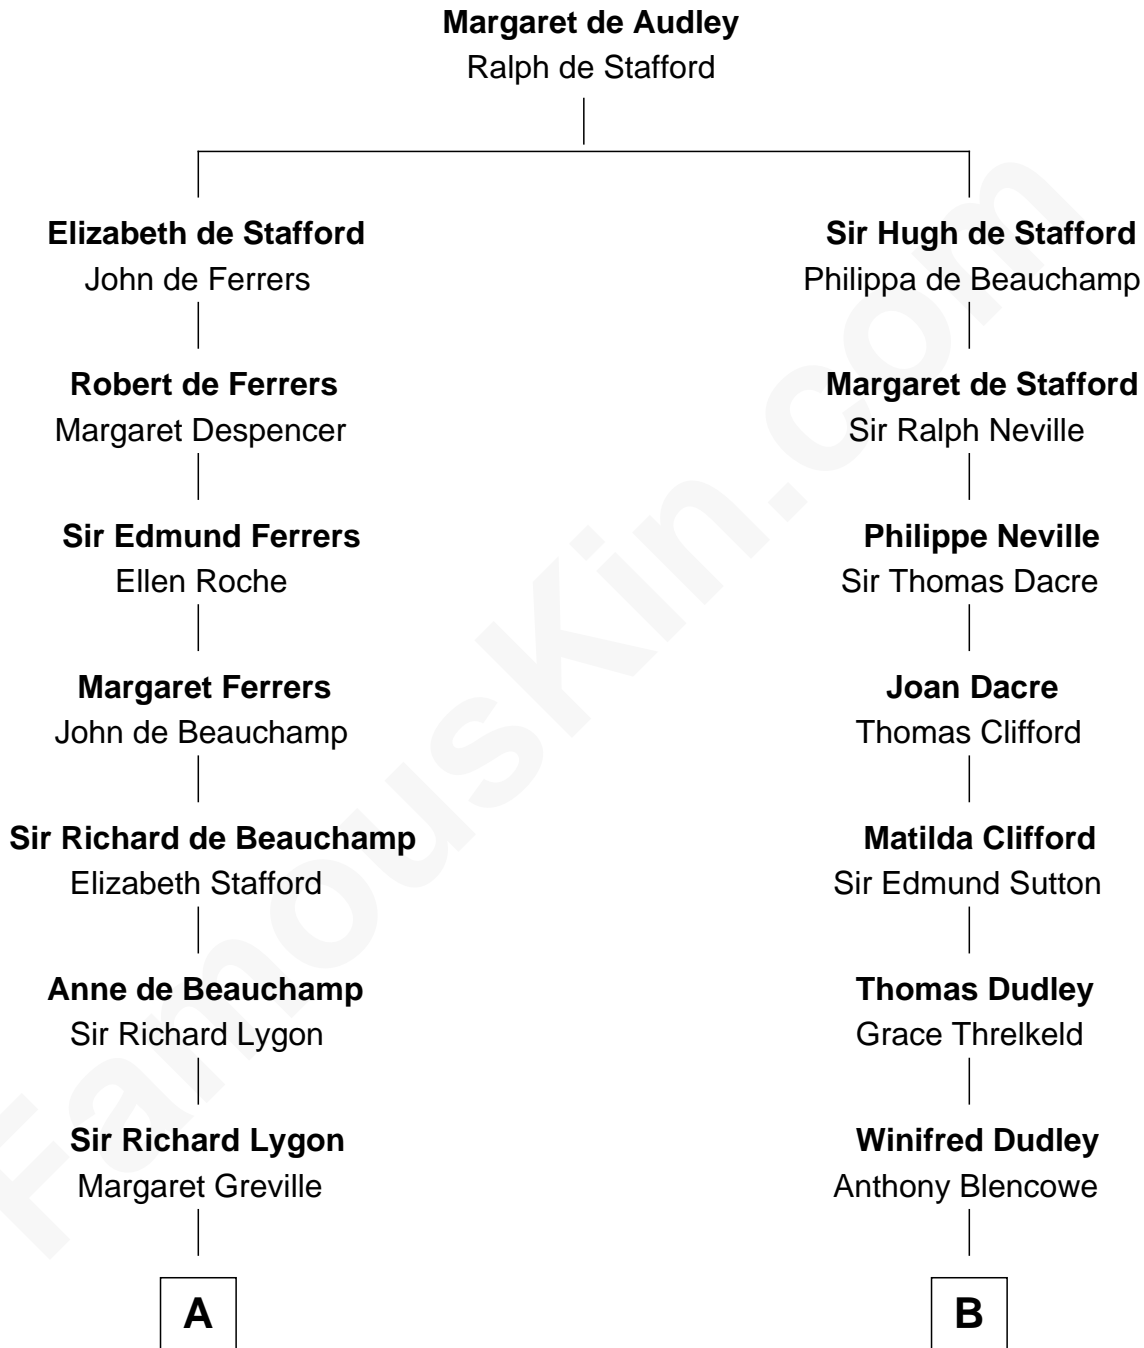 Margaret de Audley
Ralph de Stafford
Elizabeth de Stafford
John de Ferrers
Sir Hugh de Stafford
Philippa de Beauchamp
Robert de Ferrers
Margaret Despencer
Margaret de Stafford
Sir Ralph Neville
Sir Edmund Ferrers
Ellen Roche
Philippe Neville
Sir Thomas Dacre
Margaret Ferrers
John de Beauchamp
Joan Dacre
Thomas Clifford
Sir Richard de Beauchamp
Elizabeth Stafford
Matilda Clifford
Sir Edmund Sutton
Anne de Beauchamp
Sir Richard Lygon
Thomas Dudley
Grace Threlkeld
Sir Richard Lygon
Margaret Greville
Winifred Dudley
Anthony Blencowe
A
B
FamousKin.com